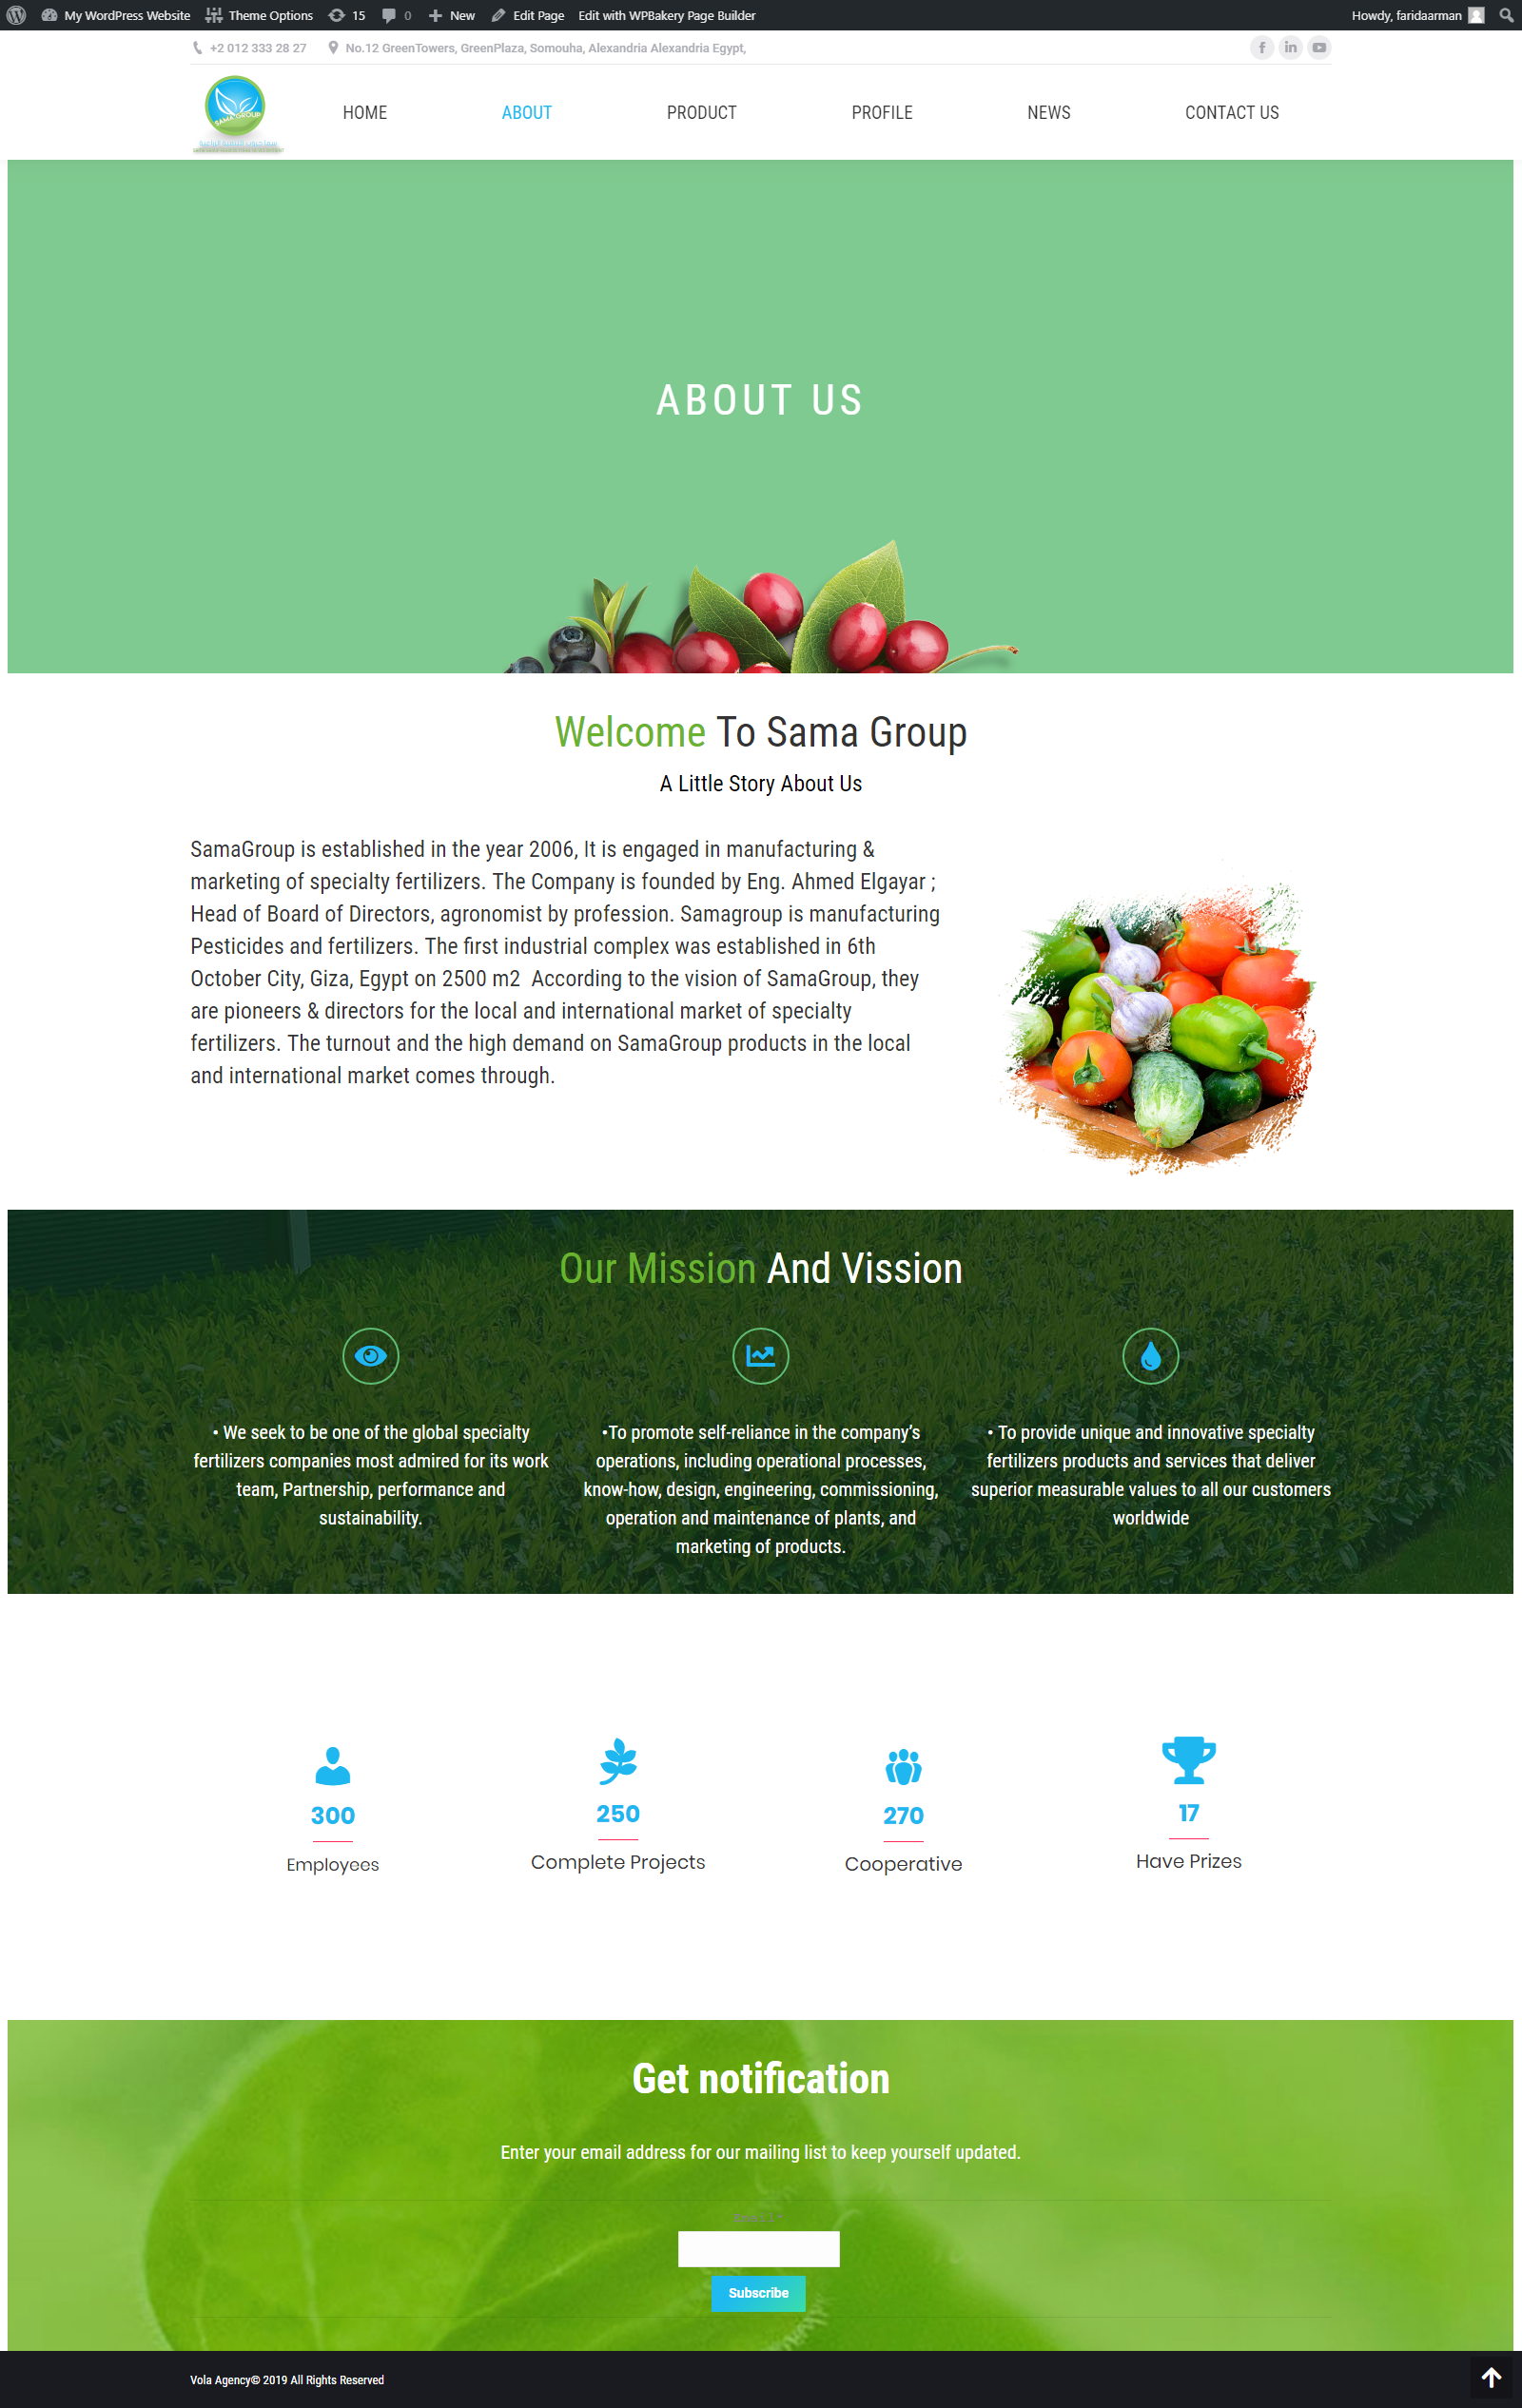 My WordPress Website Theme Options 15 0 New Edit Page Edit with WPBakery Page Builder Howdy, faridaarman
+2 012 333 28 27 No.12 GreenTowers, GreenPlaza, Somouha, Alexandria Alexandria Egypt,
SAMA GROUP
HOME ABOUT PRODUCT PROFILE NEWS CONTACT US
ABOUT US
Welcome To Sama Group
A Little Story About Us
SamaGroup is established in the year 2006, It is engaged in manufacturing &
marketing of specialty fertilizers. The Company is founded by Eng. Ahmed Elgayar ;
Head of Board of Directors, agronomist by profession. Samagroup is manufacturing
Pesticides and fertilizers. The first industrial complex was established in 6th
October City, Giza, Egypt on 2500 m2  According to the vision of SamaGroup, they
are pioneers & directors for the local and international market of specialty
fertilizers. The turnout and the high demand on SamaGroup products in the local
and international market comes through.
Our Mission And Vission
• We seek to be one of the global specialty
fertilizers companies most admired for its work
team, Partnership, performance and
sustainability.
•To promote self-reliance in the company's
operations, including operational processes,
know-how, design, engineering, commissioning,
operation and maintenance of plants, and
marketing of products.
• To provide unique and innovative specialty
fertilizers products and services that deliver
superior measurable values to all our customers
worldwide
300
Employees
250
Complete Projects
270
Cooperative
17
Have Prizes
Get notification
Enter your email address for our mailing list to keep yourself updated.
Subscribe
Vola Agency© 2019 All Rights Reserved